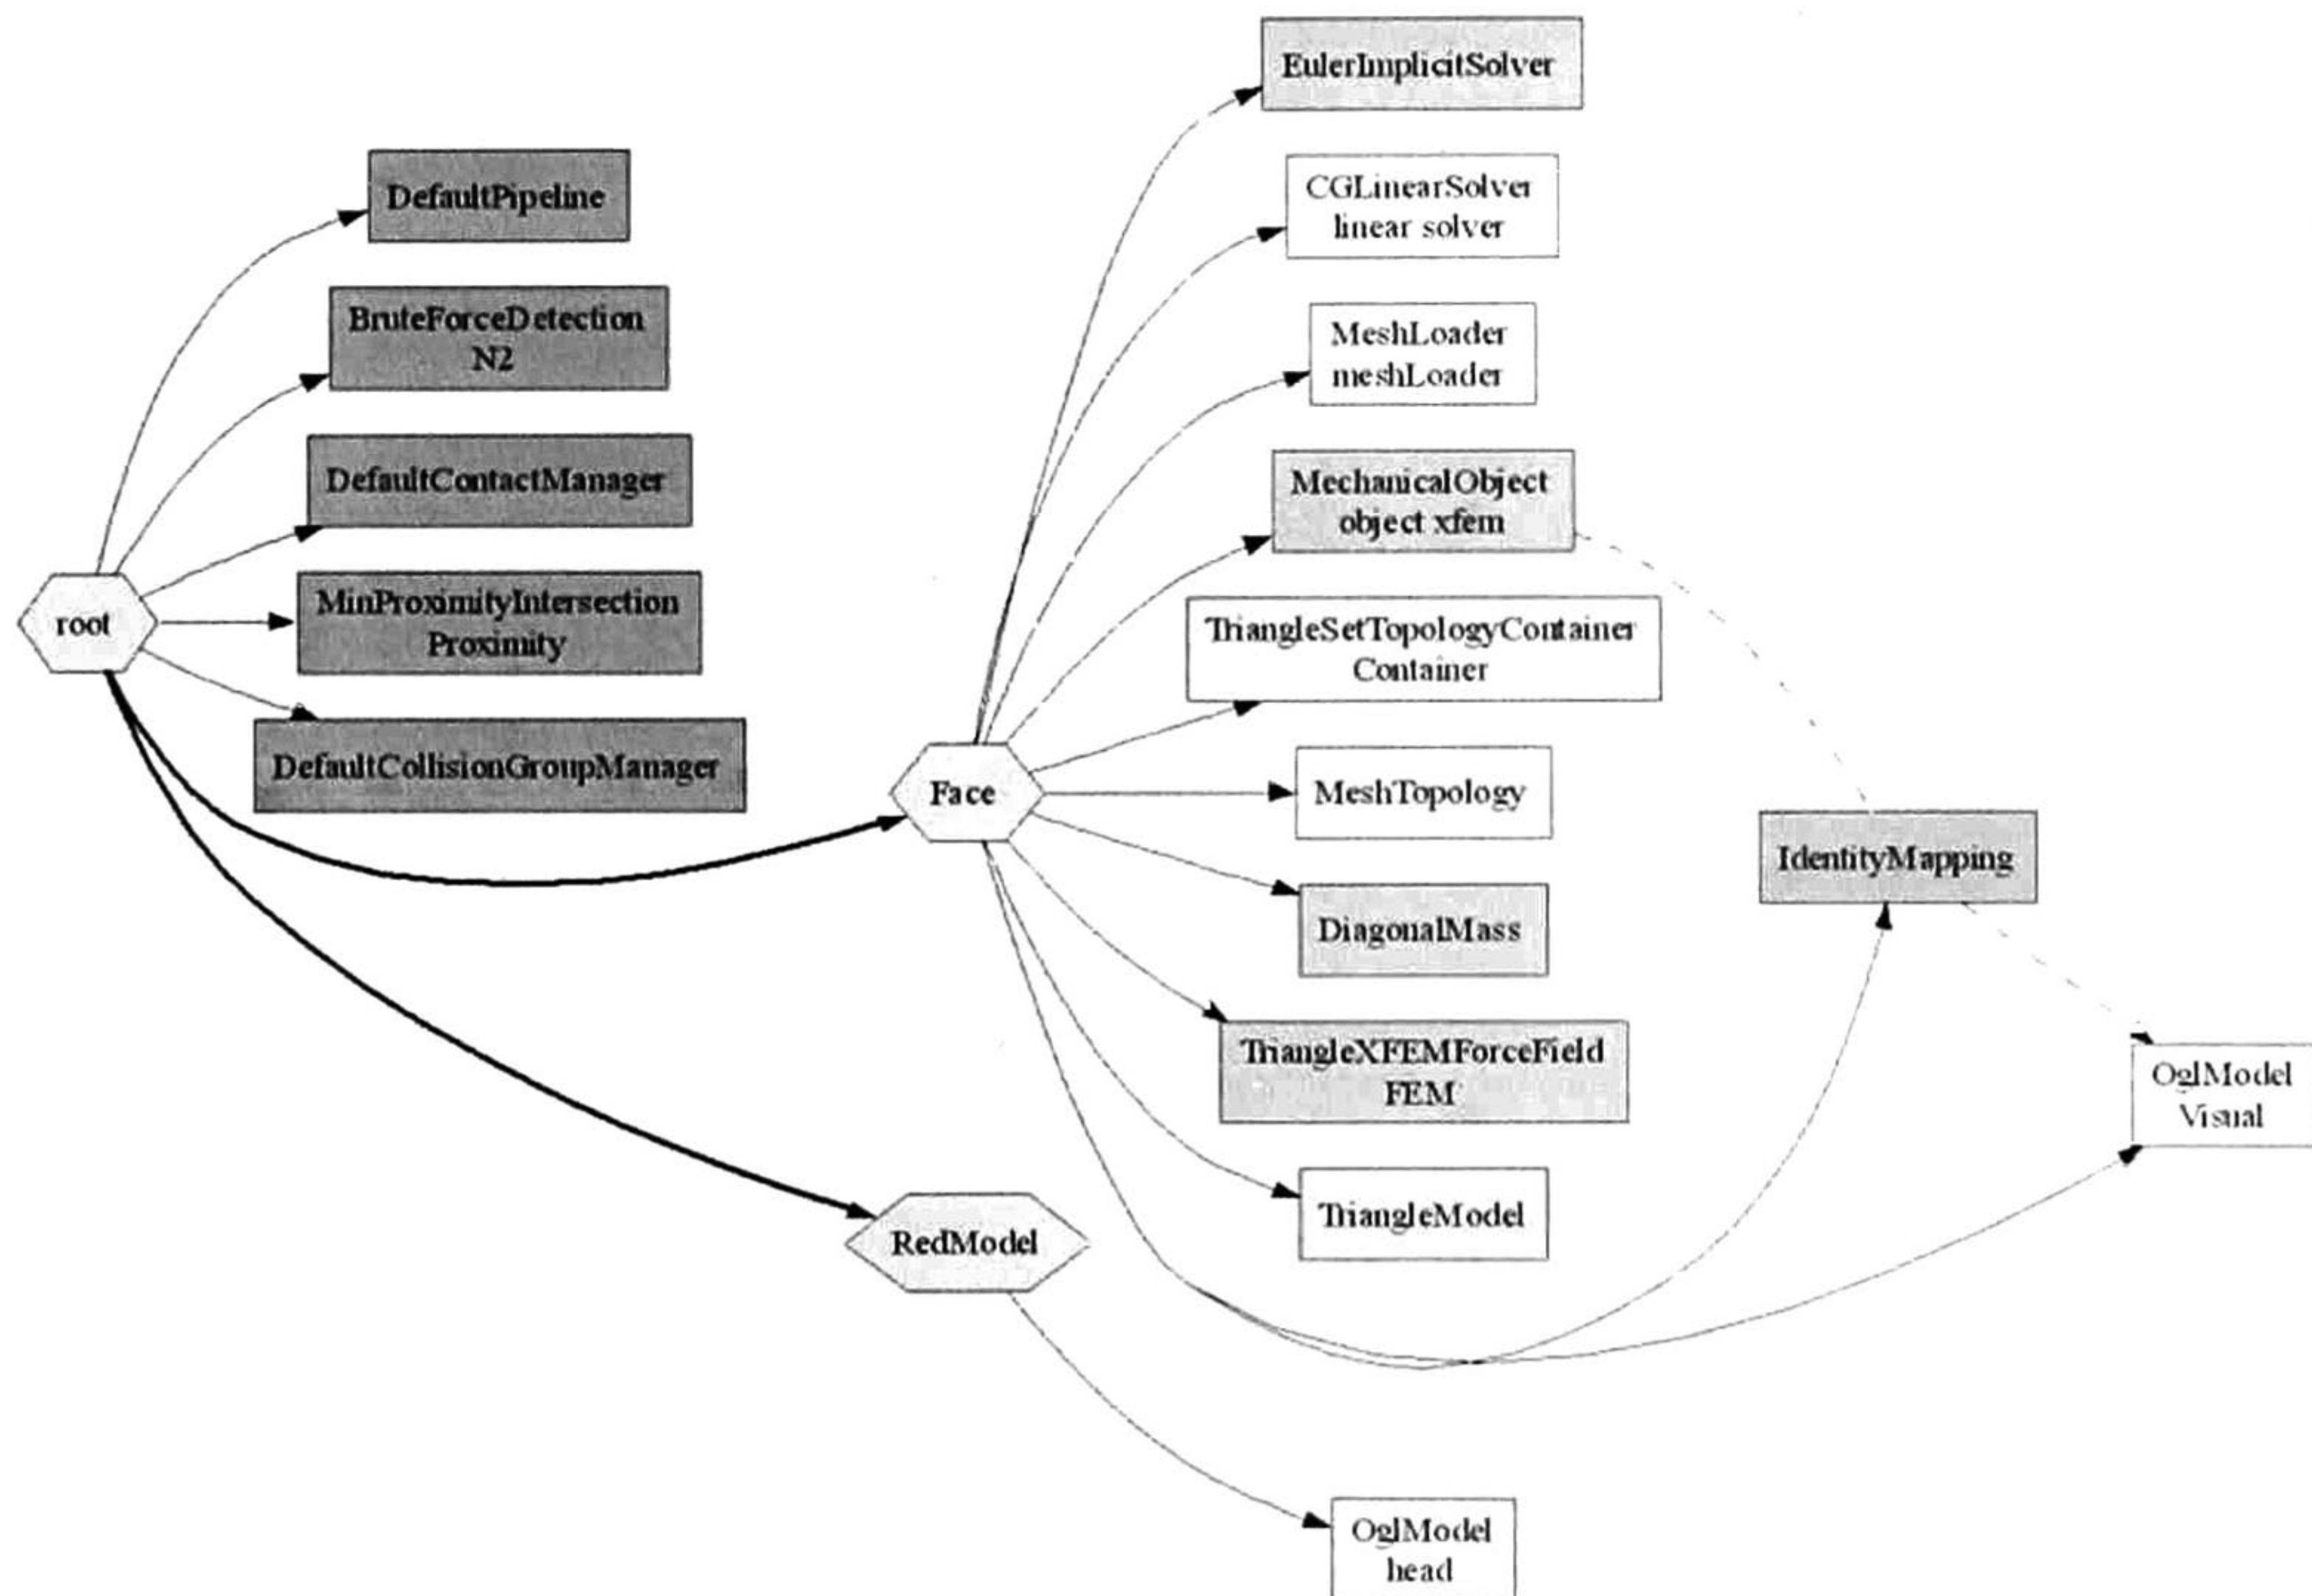 EulerImplicitSolver
CGLinearSolver
linear solver
DefaultPipeline
BruteForceDetection
N2
MeshLoader
meshLoader
DefaultContactManager
MechanicalObject
object xfem
root
MinProximityIntersection
Proximity
TriangleSetTopologyContainer
Container
DefaultCollisionGroupManager
Face
MeshTopology
IdentityMapping
DiagonalMass
TriangleXFEMForceField
FEM
OglModel
Visual
TriangleModel
RedModel
OglModel
head